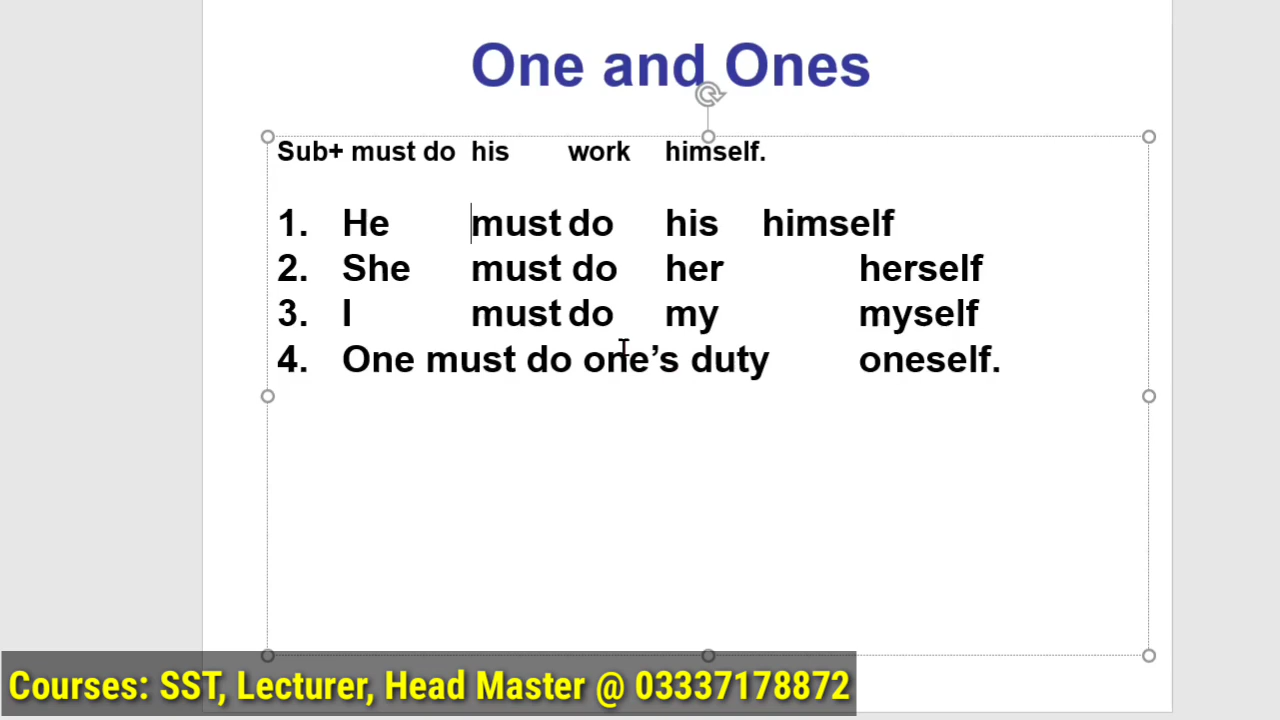 One and Ones
Sub+ must do his work himself.
1. He must do his himself
2. She must do her herself
3. I must do my myself
4. One must do one’s duty oneself.
Courses: SST, Lecturer, Head Master @ 03337178872